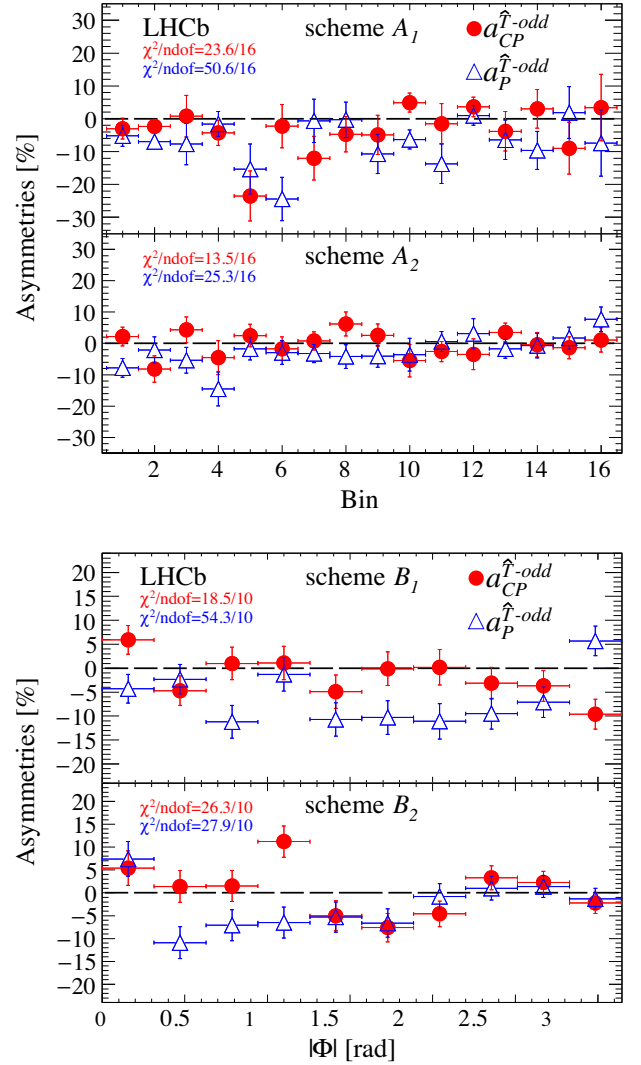 LHCb scheme A₁ a_CP^T̂-odd
χ²/ndof=23.6/16
χ²/ndof=50.6/16 a_P^T̂-odd
30
20
10
0
−10
−20
−30
Asymmetries [%]
χ²/ndof=13.5/16 scheme A₂
χ²/ndof=25.3/16
30
20
10
0
−10
−20
−30
2 4 6 8 10 12 14 16
Bin
LHCb scheme B₁ a_CP^T̂-odd
χ²/ndof=18.5/10
χ²/ndof=54.3/10 a_P^T̂-odd
20
15
10
5
0
−5
−10
−15
−20
Asymmetries [%]
χ²/ndof=26.3/10 scheme B₂
χ²/ndof=27.9/10
20
15
10
5
0
−5
−10
−15
−20
0 0.5 1 1.5 2 2.5 3
|Φ| [rad]